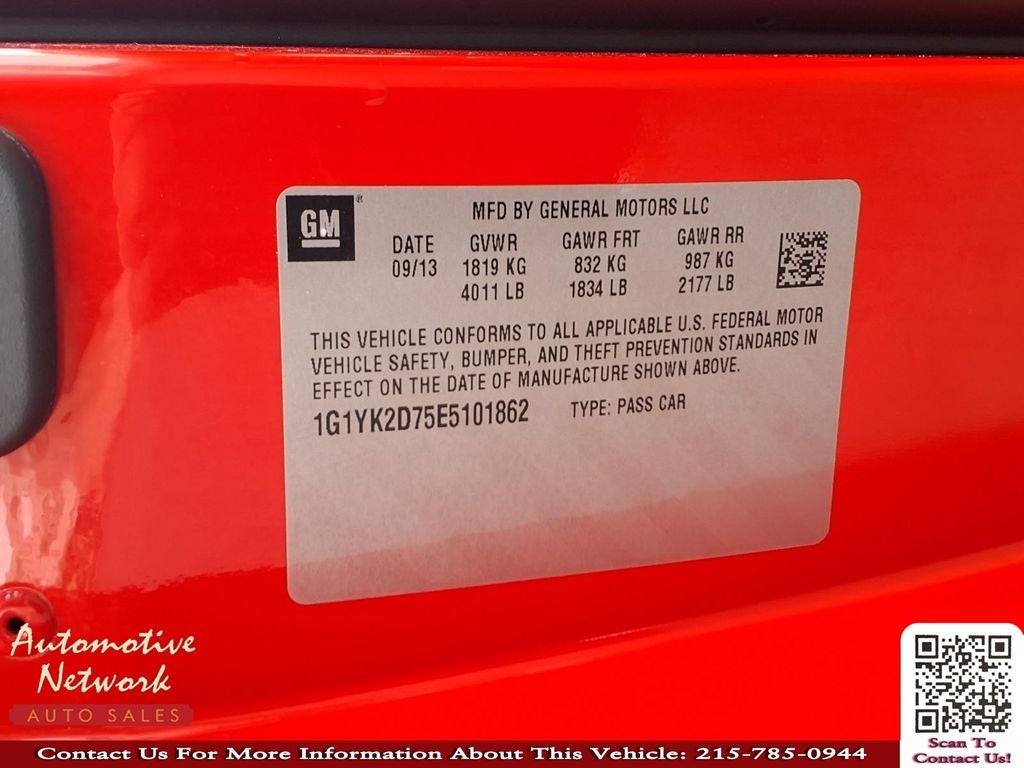 GM
MFD BY GENERAL MOTORS LLC
DATE GVWR GAWR FRT GAWR RR
09/13 1819 KG 832 KG 987 KG
4011 LB 1834 LB 2177 LB
THIS VEHICLE CONFORMS TO ALL APPLICABLE U.S. FEDERAL MOTOR
VEHICLE SAFETY, BUMPER, AND THEFT PREVENTION STANDARDS IN
EFFECT ON THE DATE OF MANUFACTURE SHOWN ABOVE.
1G1YK2D75E5101862 TYPE: PASS CAR
Automotive
Network
AUTO SALES
Scan To
Contact Us!
Contact Us For More Information About This Vehicle: 215-785-0944